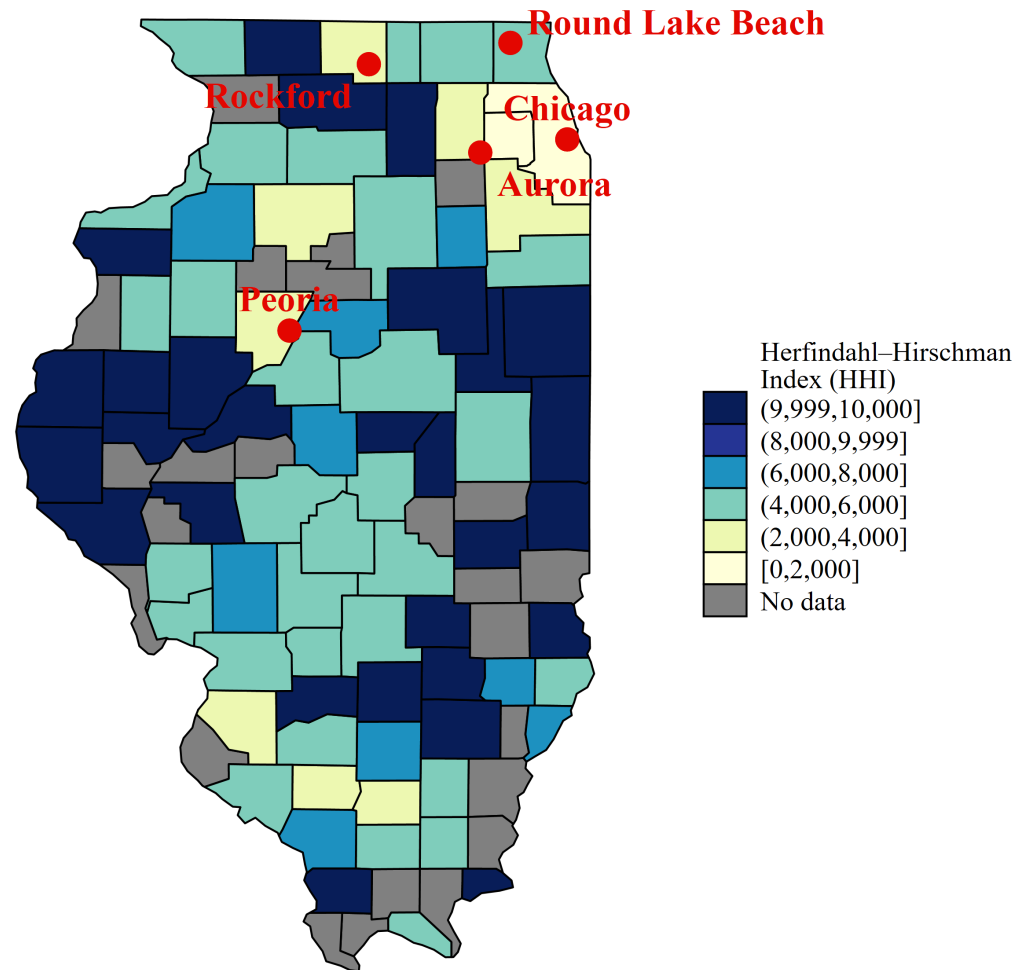 Round Lake Beach
Rockford
Chicago
Aurora
Peoria
Herfindahl–Hirschman
Index (HHI)
(9,999,10,000]
(8,000,9,999]
(6,000,8,000]
(4,000,6,000]
(2,000,4,000]
[0,2,000]
No data